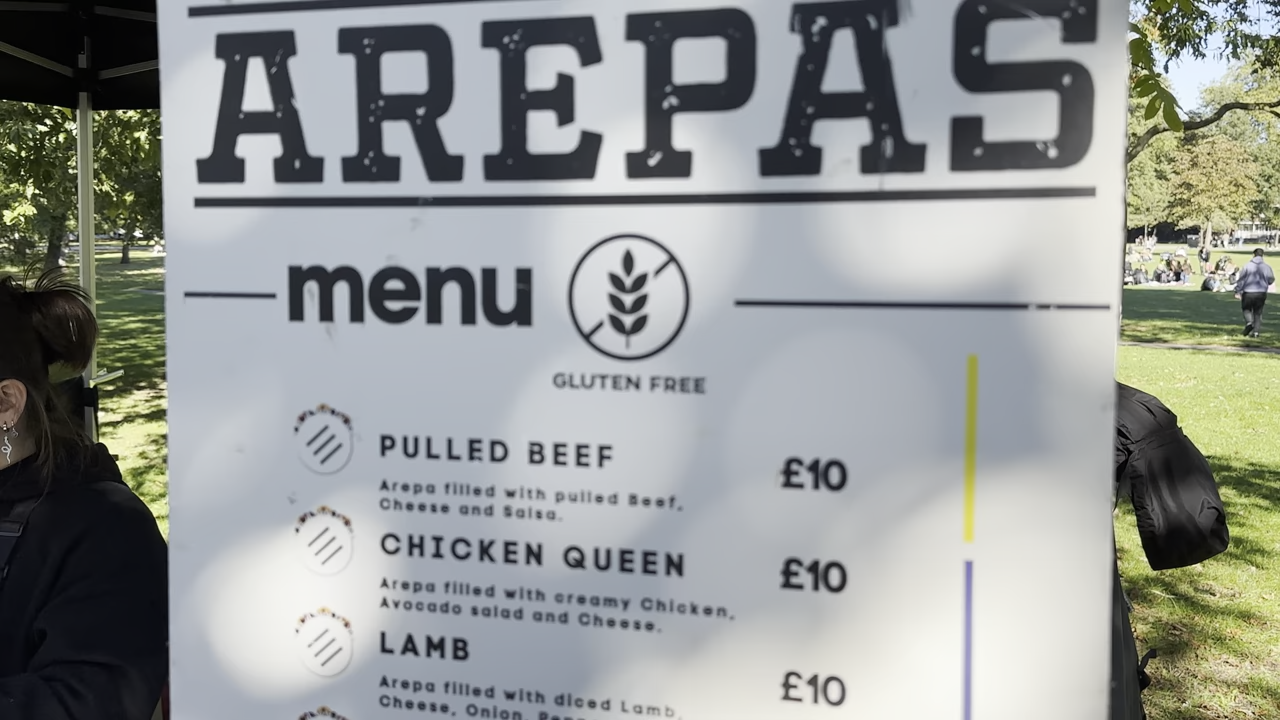 AREPAS
menu
GLUTEN FREE
PULLED BEEF
£10
Arepa filled with pulled Beef,
Cheese and Salsa.
CHICKEN QUEEN
£10
Arepa filled with creamy Chicken,
Avocado salad and Cheese.
LAMB
£10
Arepa filled with diced Lamb,
Cheese, Onion,